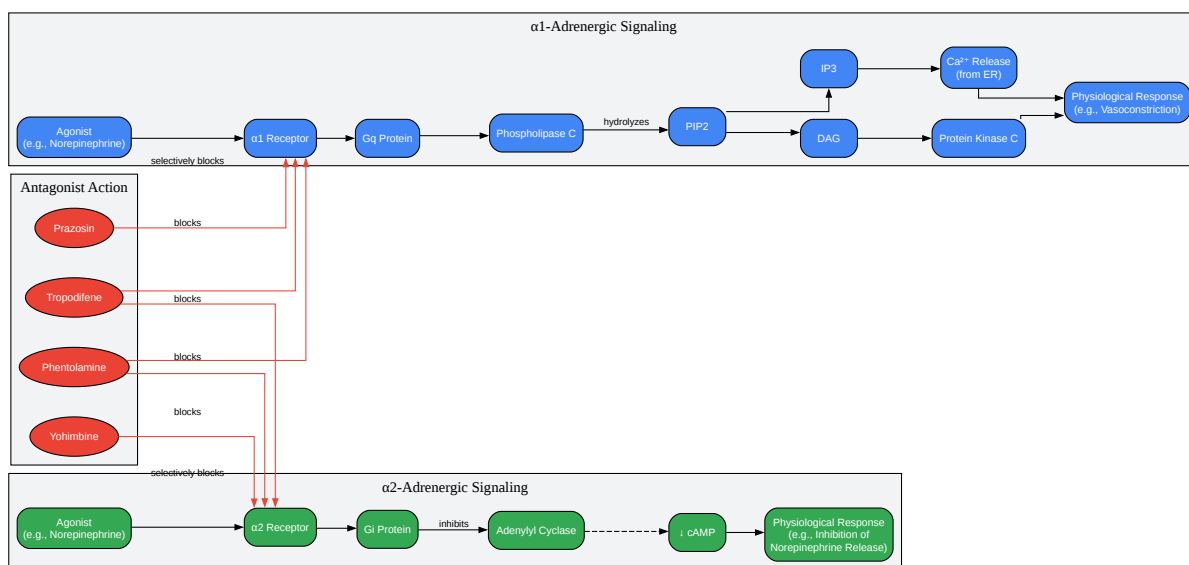 α1-Adrenergic Signaling
Agonist
(e.g., Norepinephrine)
α1 Receptor
Gq Protein
Phospholipase C
hydrolyzes
PIP2
IP3
DAG
Ca²⁺ Release
(from ER)
Protein Kinase C
Physiological Response
(e.g., Vasoconstriction)
selectively blocks
Antagonist Action
Prazosin
blocks
Tropodifene
blocks
Phentolamine
blocks
Yohimbine
blocks
selectively blocks
α2-Adrenergic Signaling
Agonist
(e.g., Norepinephrine)
α2 Receptor
Gi Protein
inhibits
Adenylyl Cyclase
↓ cAMP
Physiological Response
(e.g., Inhibition of
Norepinephrine Release)